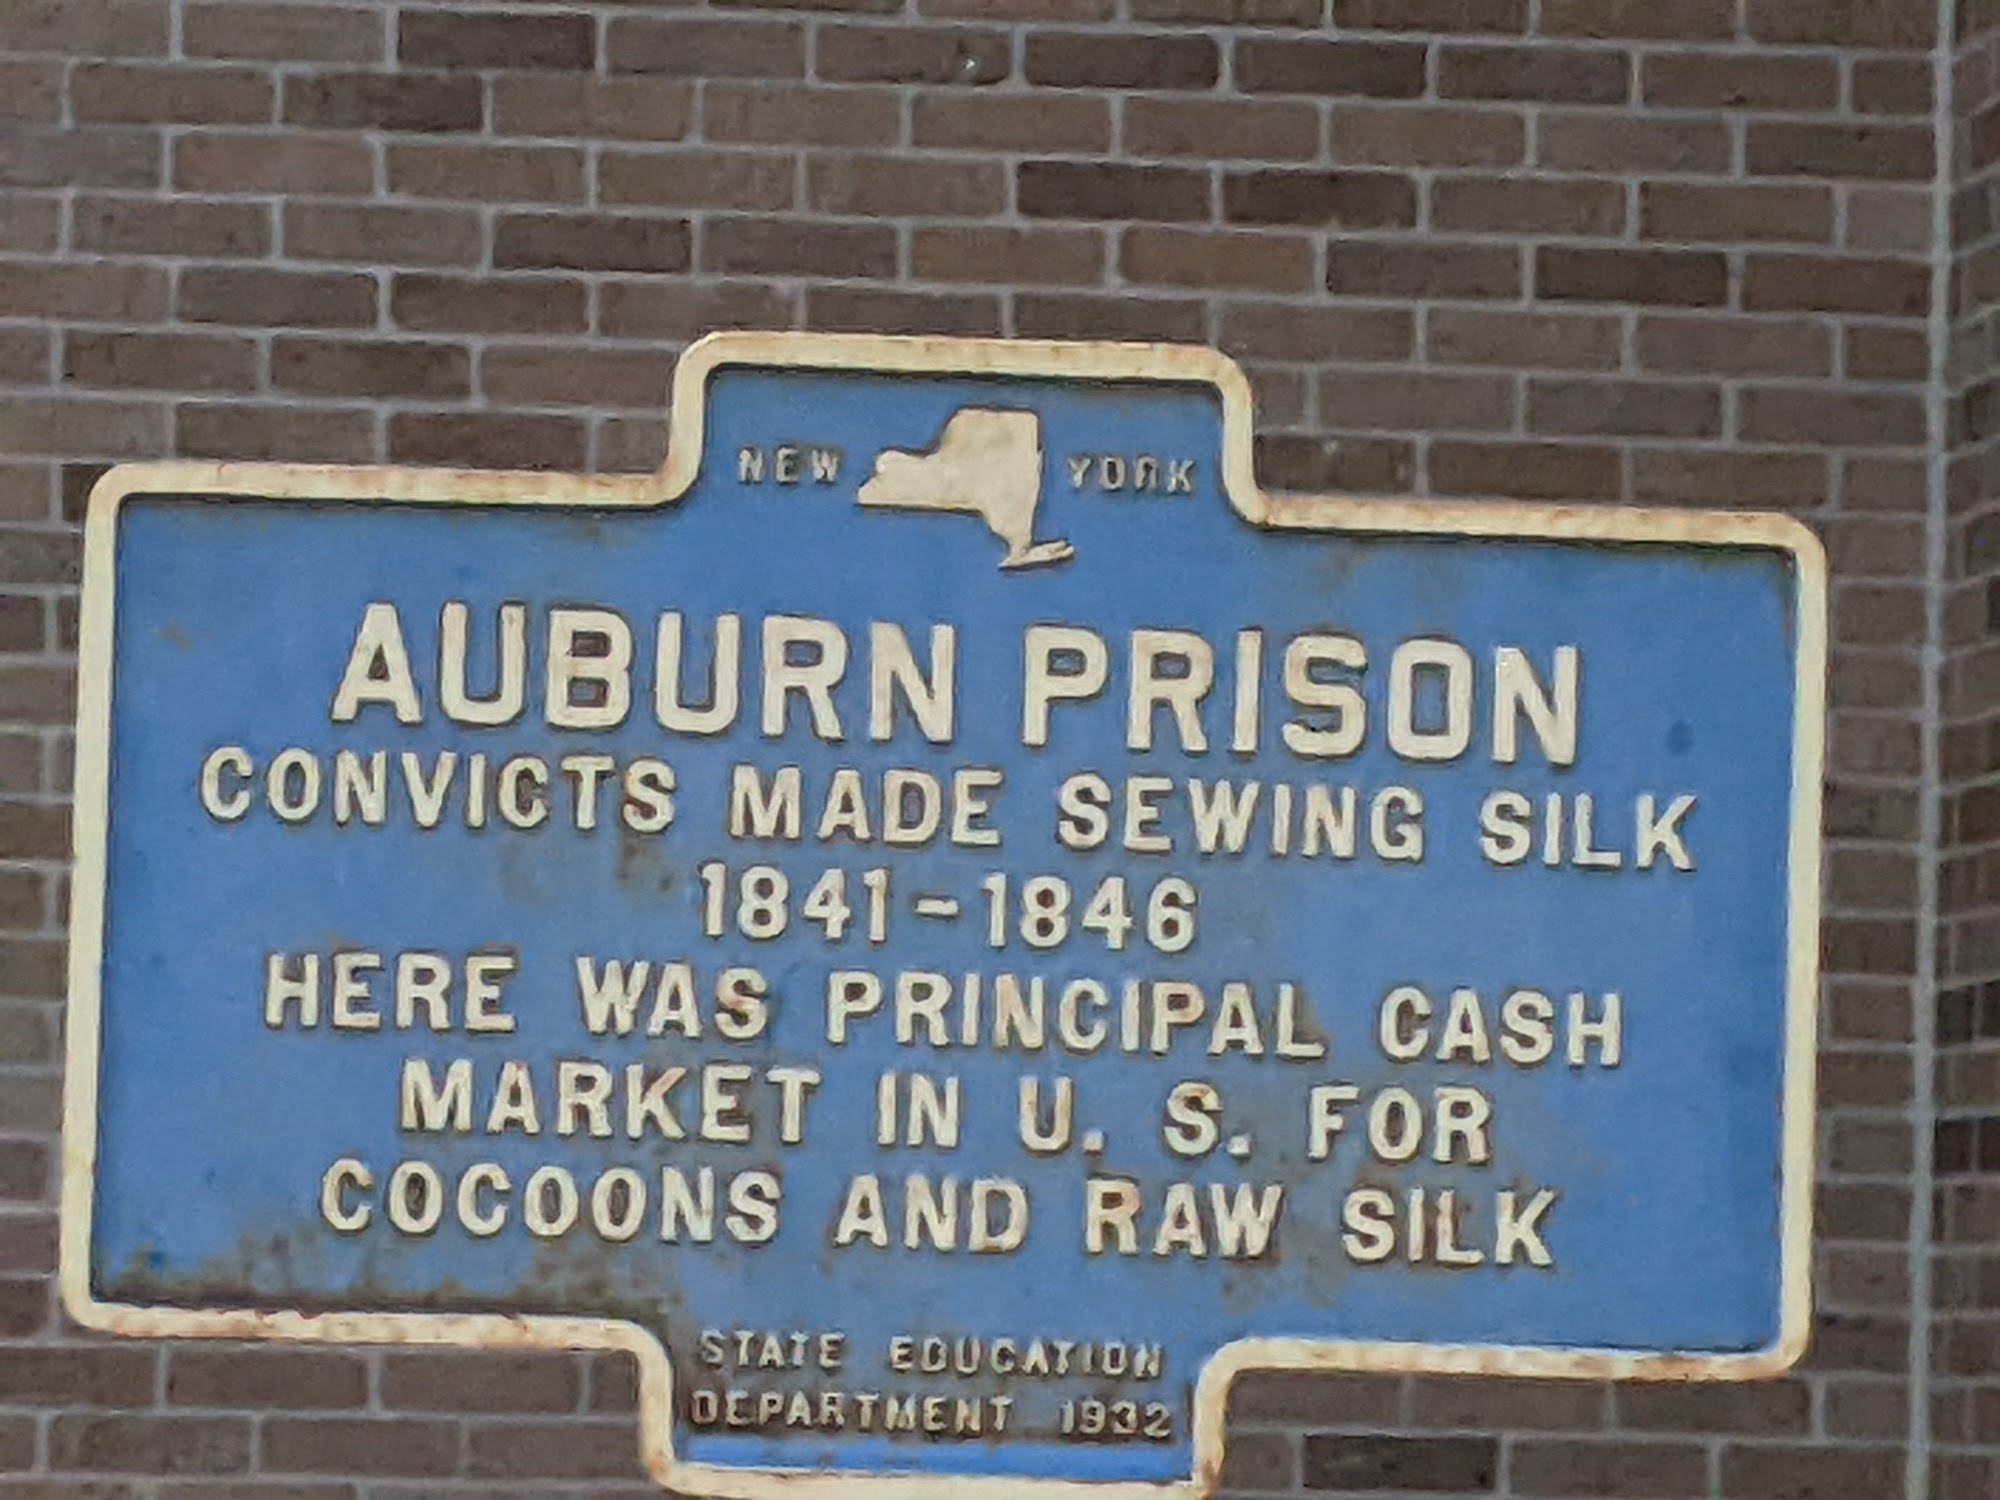 NEW YORK
AUBURN PRISON
CONVICTS MADE SEWING SILK
1841-1846
HERE WAS PRINCIPAL CASH
MARKET IN U. S. FOR
COCOONS AND RAW SILK
STATE EDUCATION
DEPARTMENT 1932